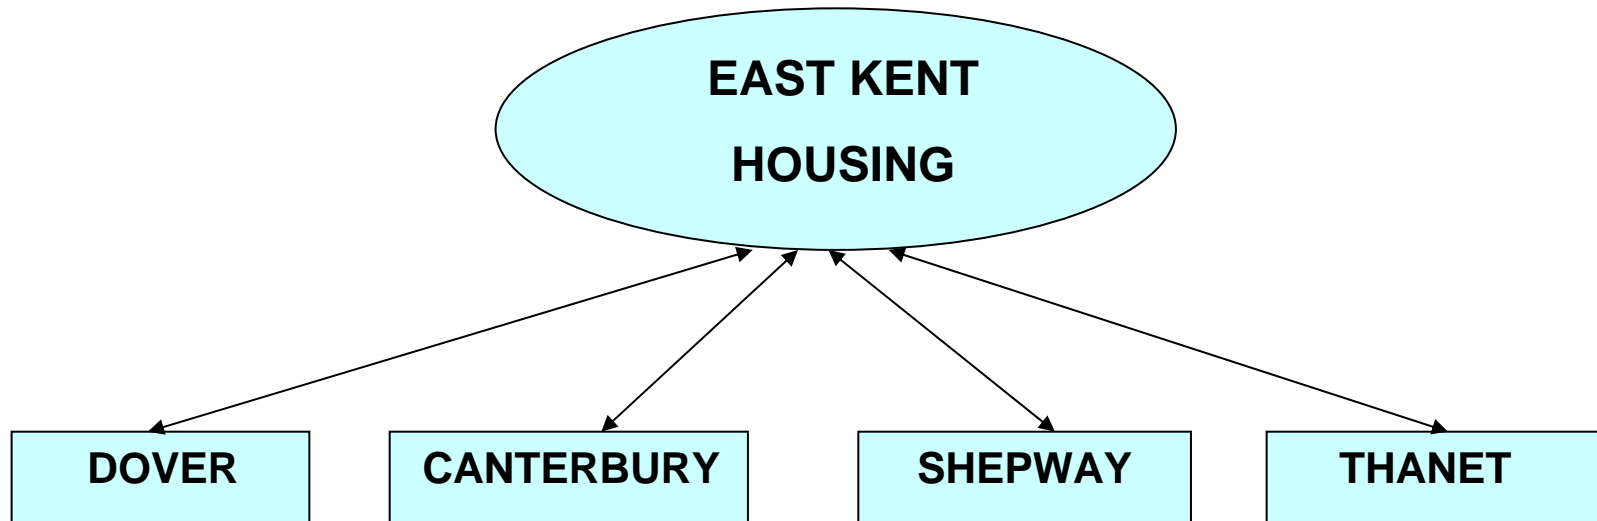 EAST KENT
HOUSING
DOVER
CANTERBURY
SHEPWAY
THANET